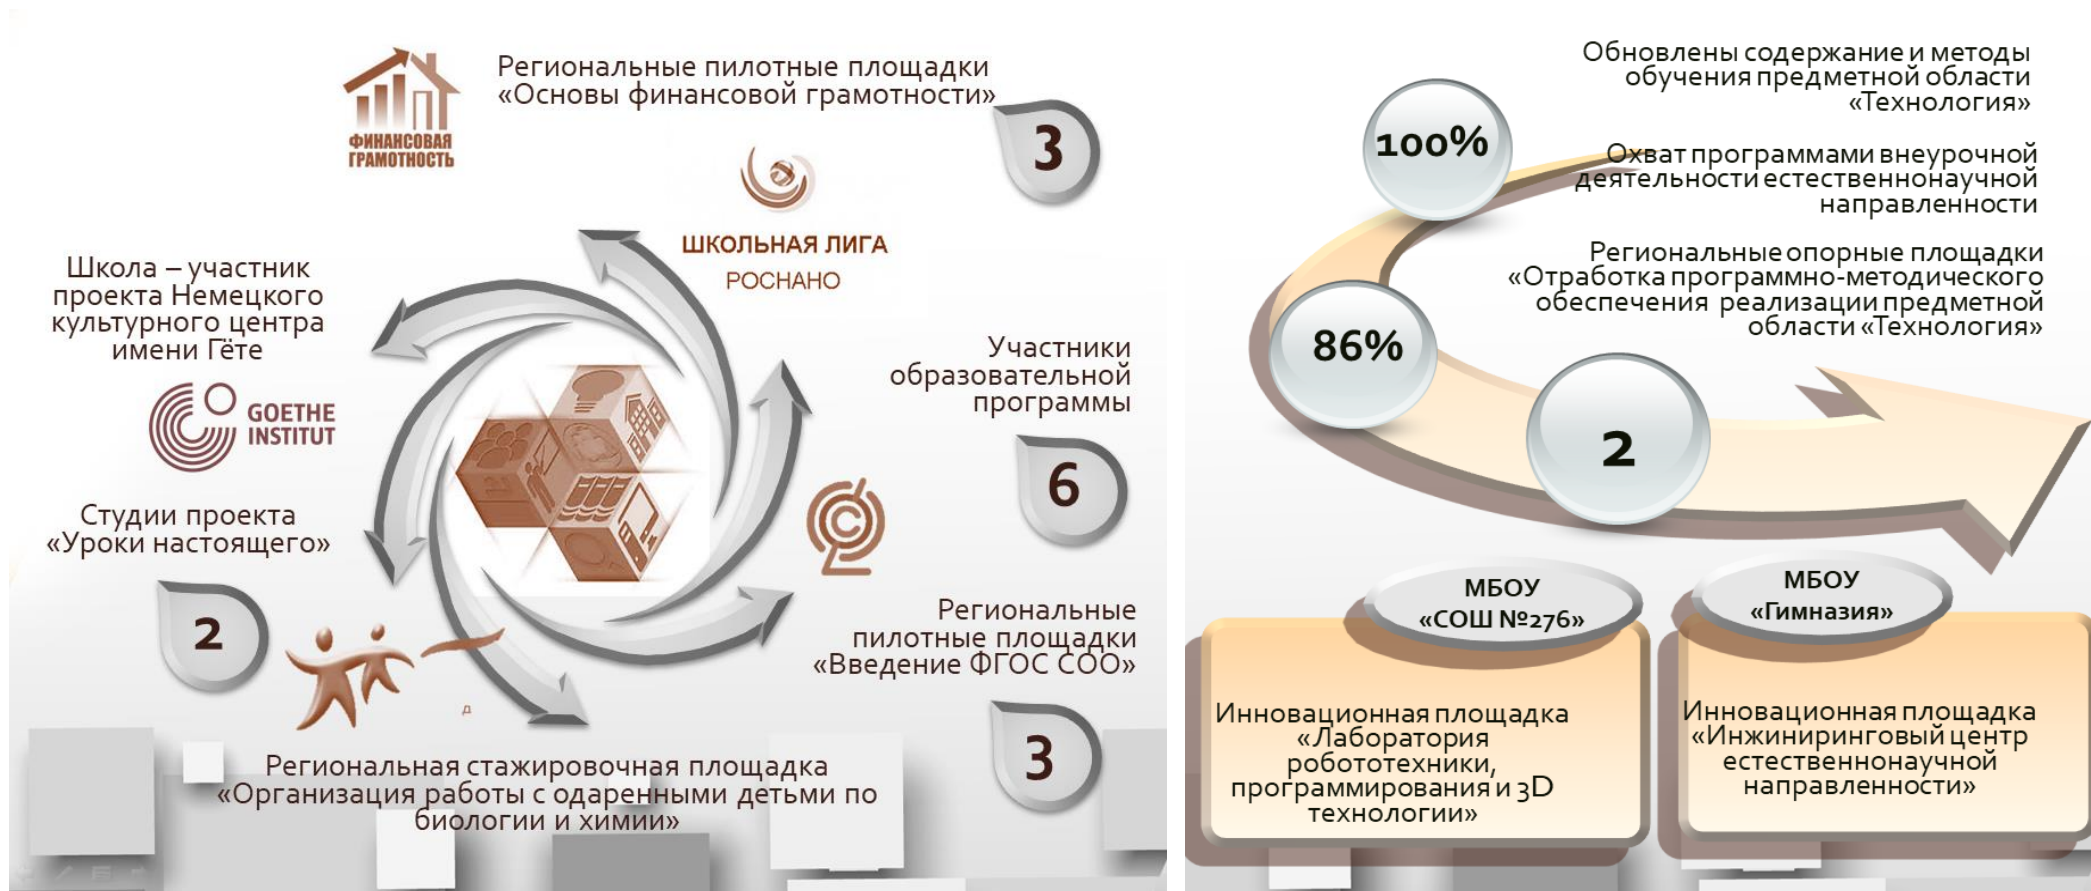 Региональные пилотные площадки
«Основы финансовой грамотности»
3
ФИНАНСОВАЯ
ГРАМОТНОСТЬ
ШКОЛЬНАЯ ЛИГА
РОСНАНО
Школа – участник
проекта Немецкого
культурного центра
имени Гёте
GOETHE
INSTITUT
Участники
образовательной
программы
6
Студии проекта
«Уроки настоящего»
2
Региональные
пилотные площадки
«Введение ФГОС СОО»
3
д
Региональная стажировочная площадка
«Организация работы с одаренными детьми по
биологии и химии»
Обновлены содержание и методы
обучения предметной области
«Технология»
100%
Охват программами внеурочной
деятельности естественнонаучной
направленности
86%
Региональные опорные площадки
«Отработка программно-методического
обеспечения реализации предметной
области «Технология»
2
МБОУ
«СОШ №276»
Инновационная площадка
«Лаборатория
робототехники,
программирования и 3D
технологии»
МБОУ
«Гимназия»
Инновационная площадка
«Инжиниринговый центр
естественнонаучной
направленности»